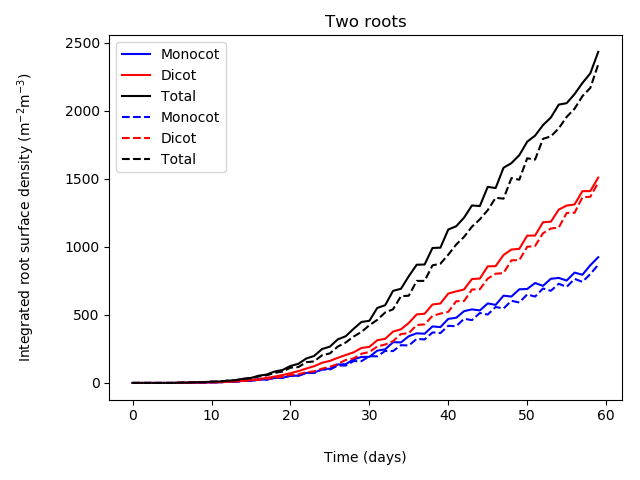 Two roots
Integrated root surface density (m⁻²m⁻³)
2500
2000
1500
1000
500
0
Monocot
Dicot
Total
Monocot
Dicot
Total
0 10 20 30 40 50 60
Time (days)